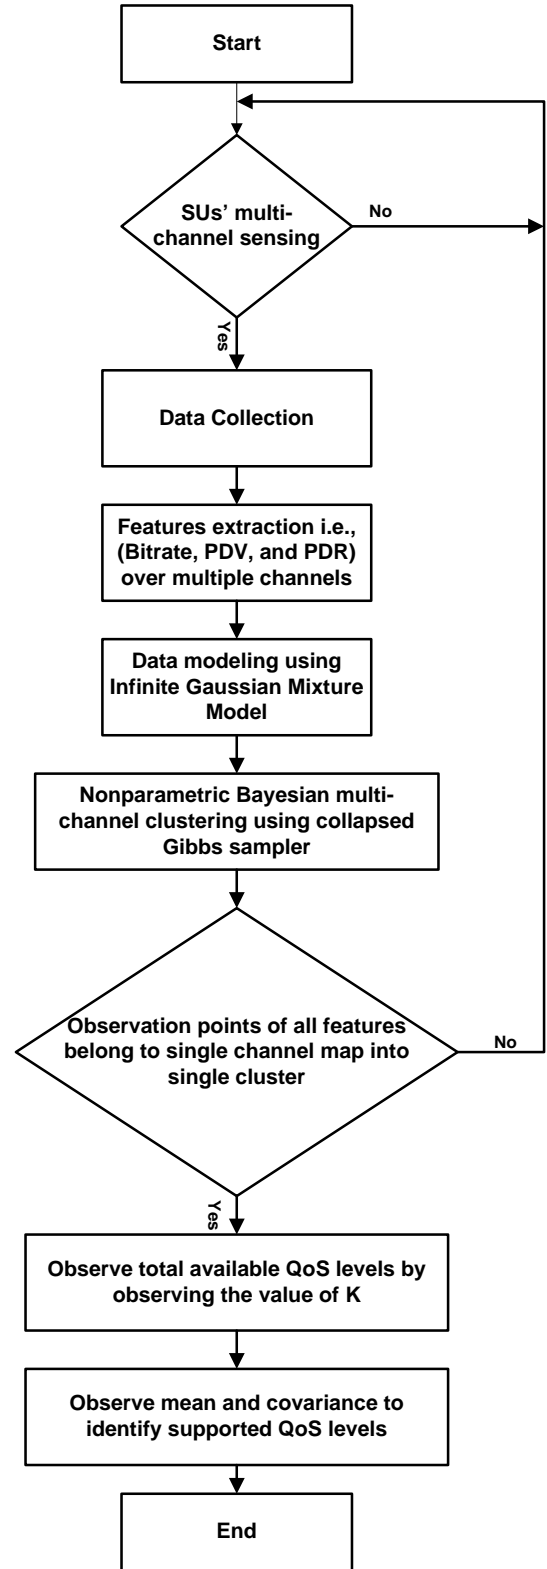 Start
SUs' multi-
channel sensing
No
Yes
Data Collection
Features extraction i.e.,
(Bitrate, PDV, and PDR)
over multiple channels
Data modeling using
Infinite Gaussian Mixture
Model
Nonparametric Bayesian multi-
channel clustering using collapsed
Gibbs sampler
Observation points of all features
belong to single channel map into
single cluster
No
Yes
Observe total available QoS levels by
observing the value of K
Observe mean and covariance to
identify supported QoS levels
End